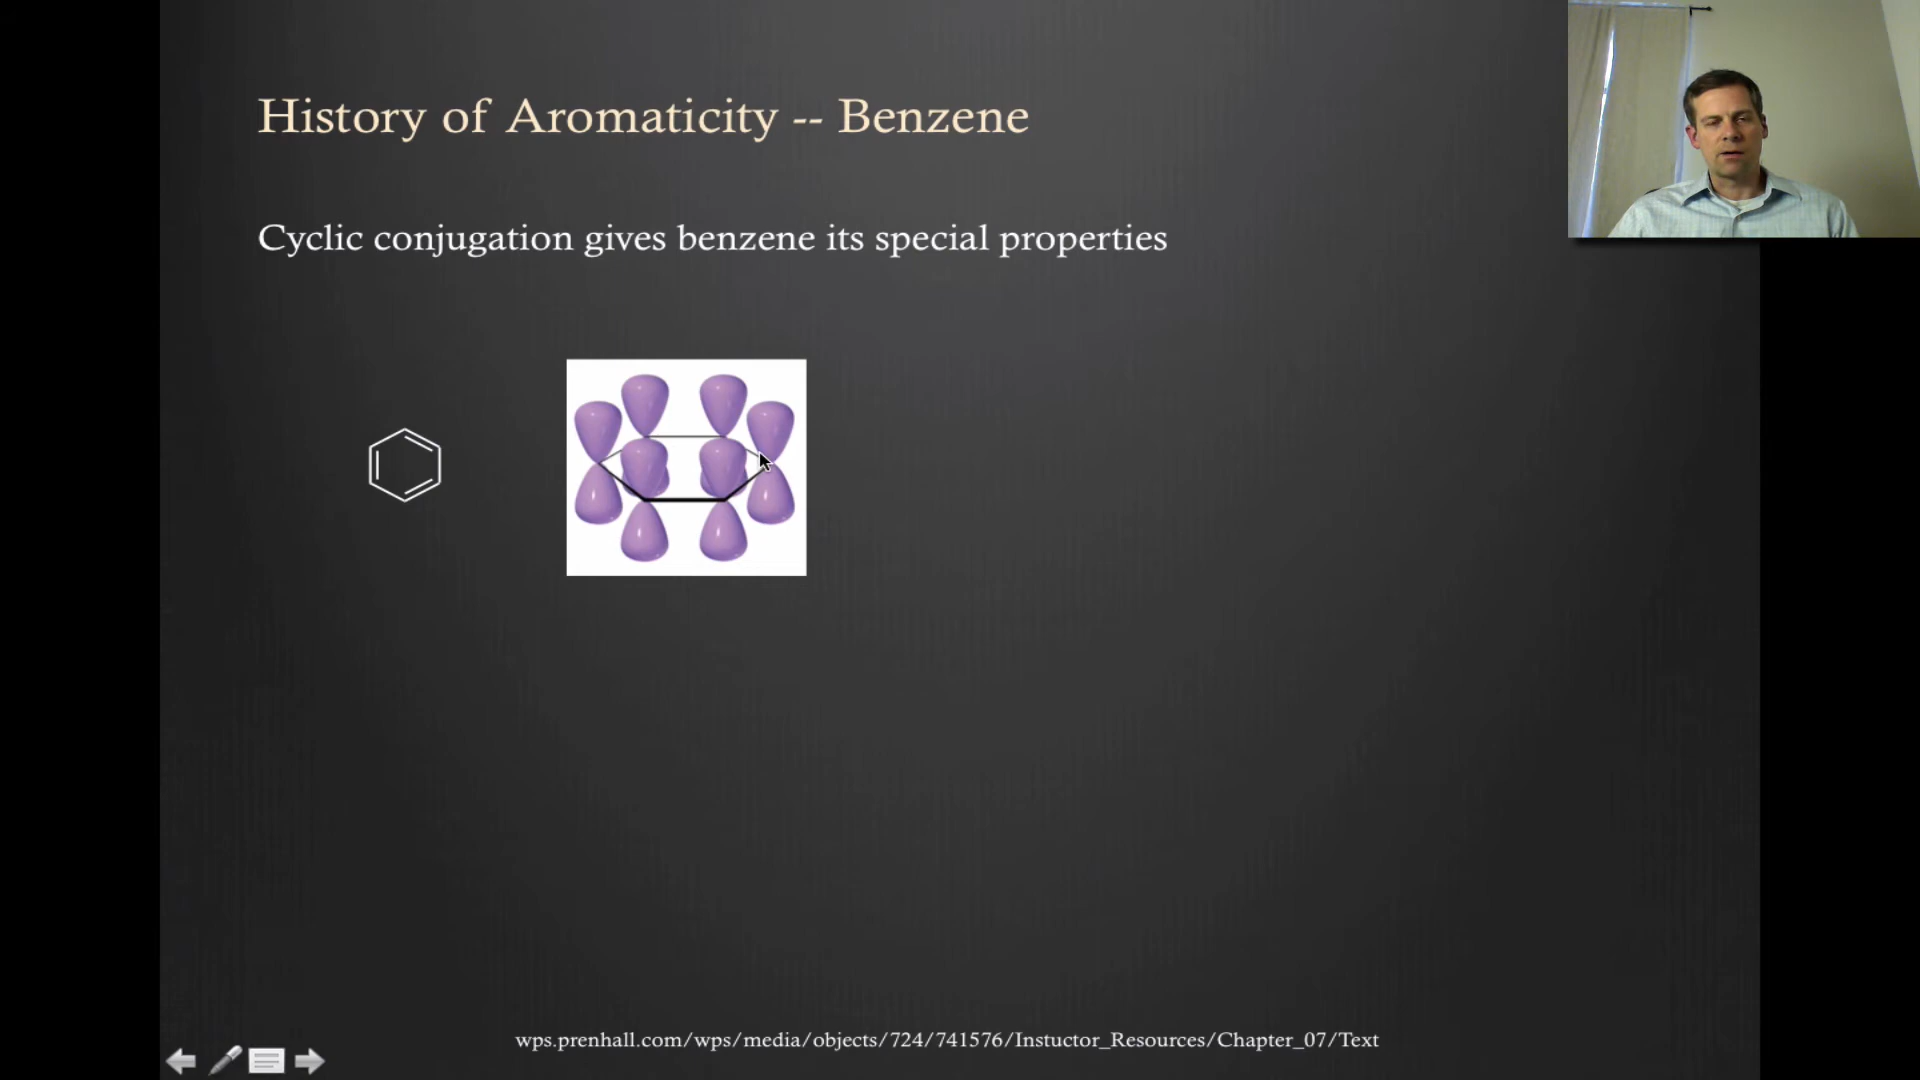 History of Aromaticity -- Benzene
Cyclic conjugation gives benzene its special properties
wps.prenhall.com/wps/media/objects/724/741576/Instuctor_Resources/Chapter_07/Text